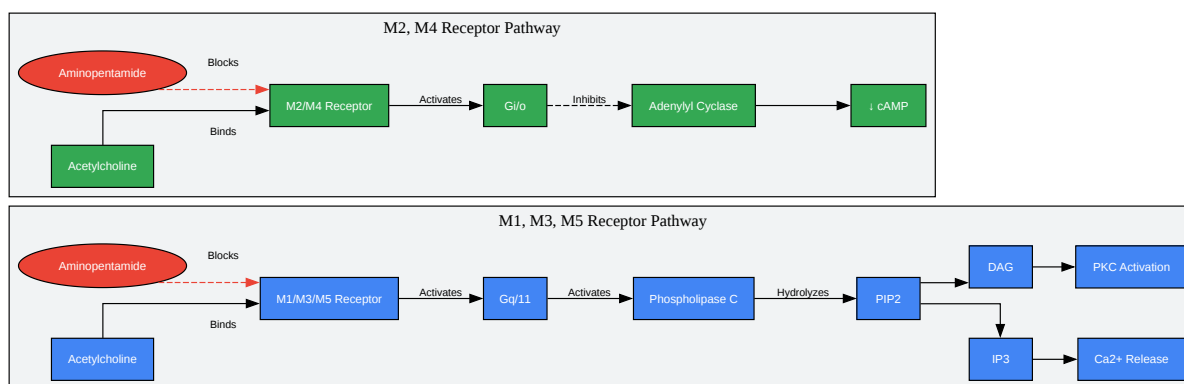 M2, M4 Receptor Pathway
Aminopentamide
Blocks
M2/M4 Receptor
Activates
Gi/o
Inhibits
Adenylyl Cyclase
↓ cAMP
Binds
Acetylcholine
M1, M3, M5 Receptor Pathway
Aminopentamide
Blocks
DAG
PKC Activation
M1/M3/M5 Receptor
Activates
Gq/11
Activates
Phospholipase C
Hydrolyzes
PIP2
Binds
Acetylcholine
IP3
Ca2+ Release